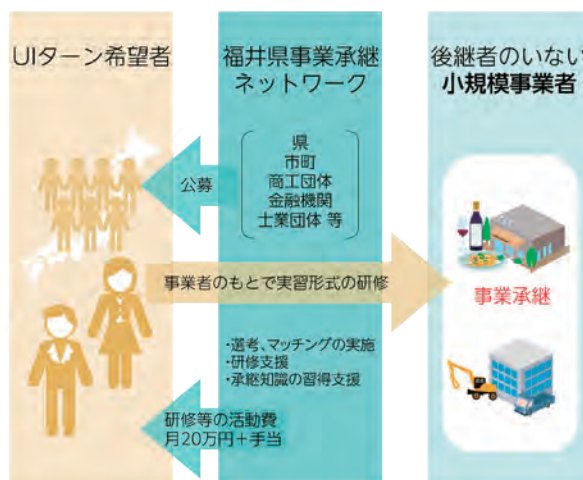 UIターン希望者
福井県事業承継
ネットワーク
後継者のいない
小規模事業者
県
市町
商工団体
金融機関
士業団体 等
公募
事業者のもとで実習形式の研修
事業承継
・選考、マッチングの実施
・研修支援
・承継知識の習得支援
研修等の活動費
月20万円＋手当